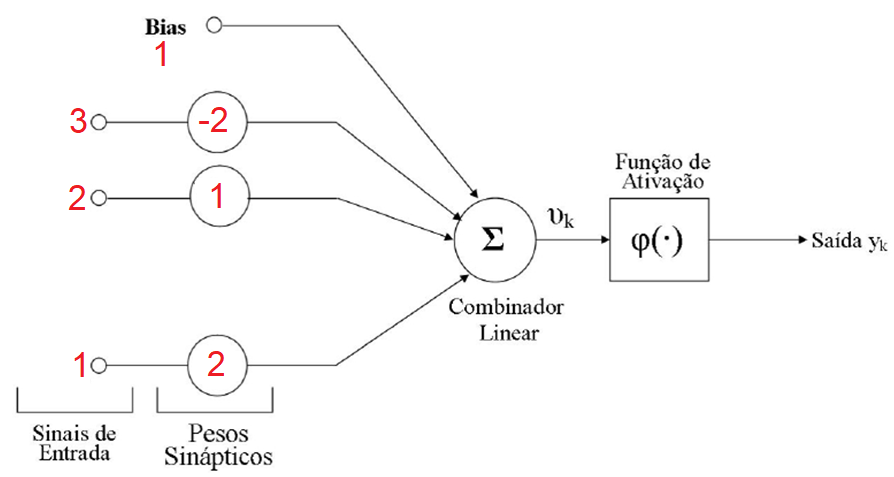 Bias
1
3
-2
2
1
Σ
υk
Função de
Ativação
φ(·)
Saída yk
Combinador
Linear
1
2
Sinais de
Entrada
Pesos
Sinápticos